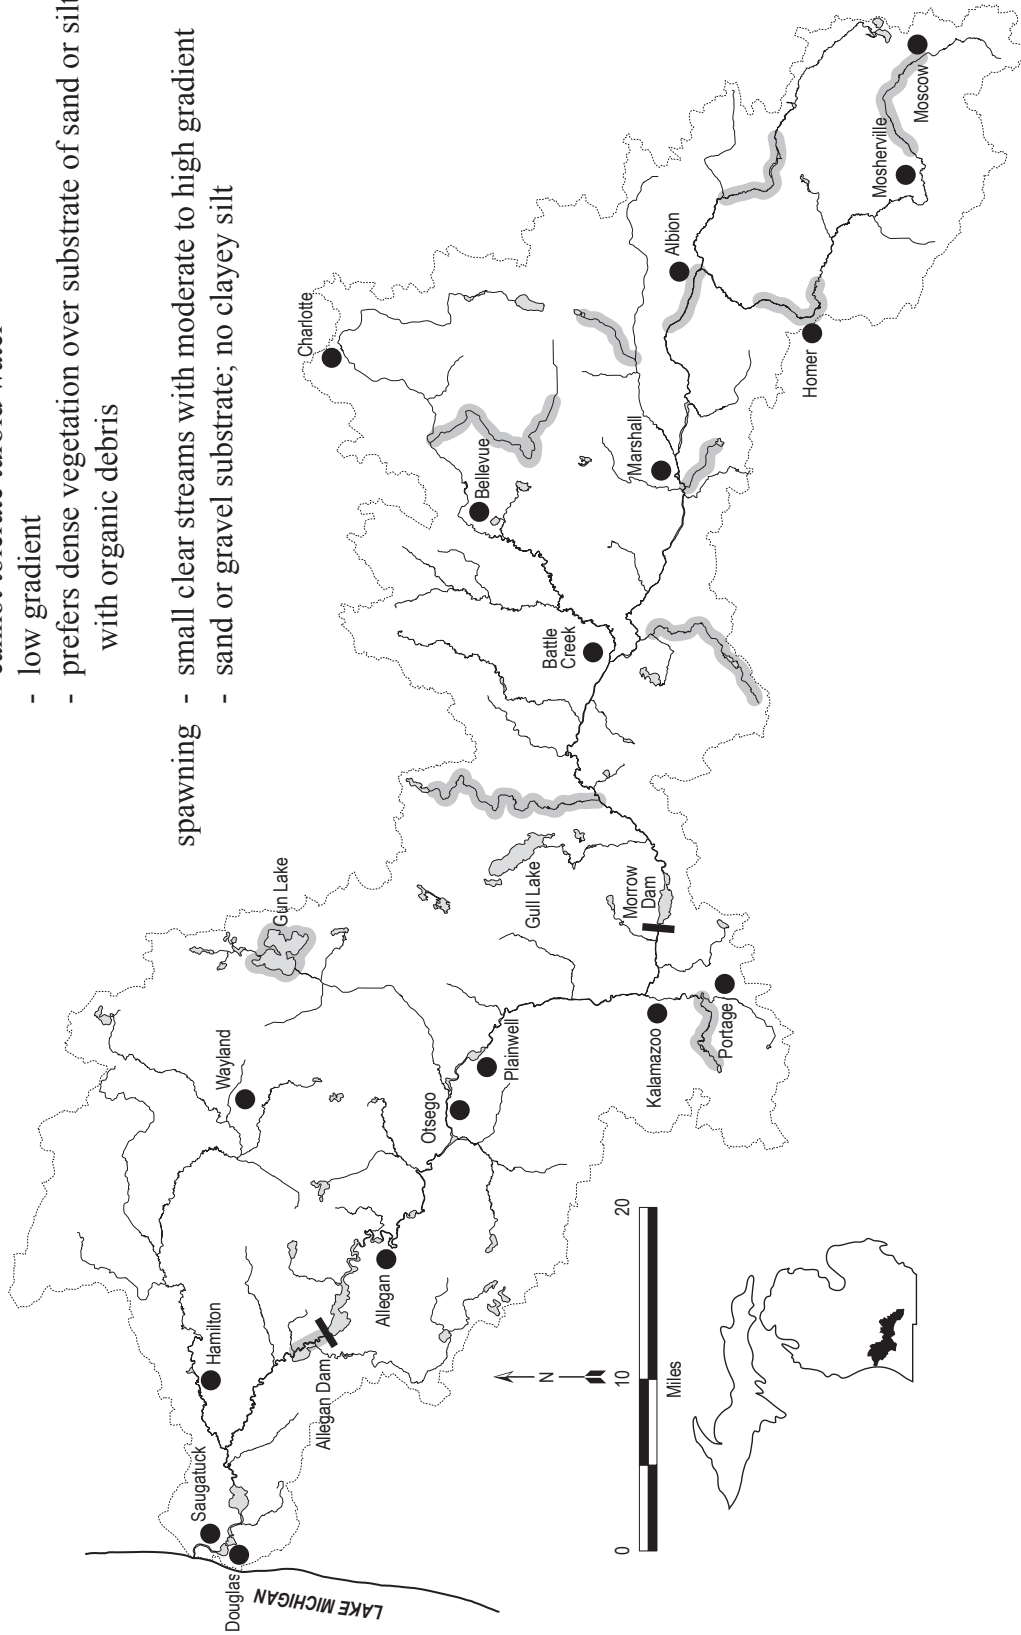 cannot tolerate turbid water
- low gradient
- prefers dense vegetation over substrate of sand or silt
with organic debris
spawning - small clear streams with moderate to high gradient
- sand or gravel substrate; no clayey silt
Charlotte
Gun Lake
Wayland
Hamilton
Saugatuck
Douglas
LAKE MICHIGAN
Allegan Dam
Allegan
Otsego
Plainwell
Gull Lake
Morrow
Dam
Kalamazoo
Portage
Battle
Creek
Bellevue
Marshall
Albion
Homer
Mosherville
Moscow
N
0
10
20
Miles